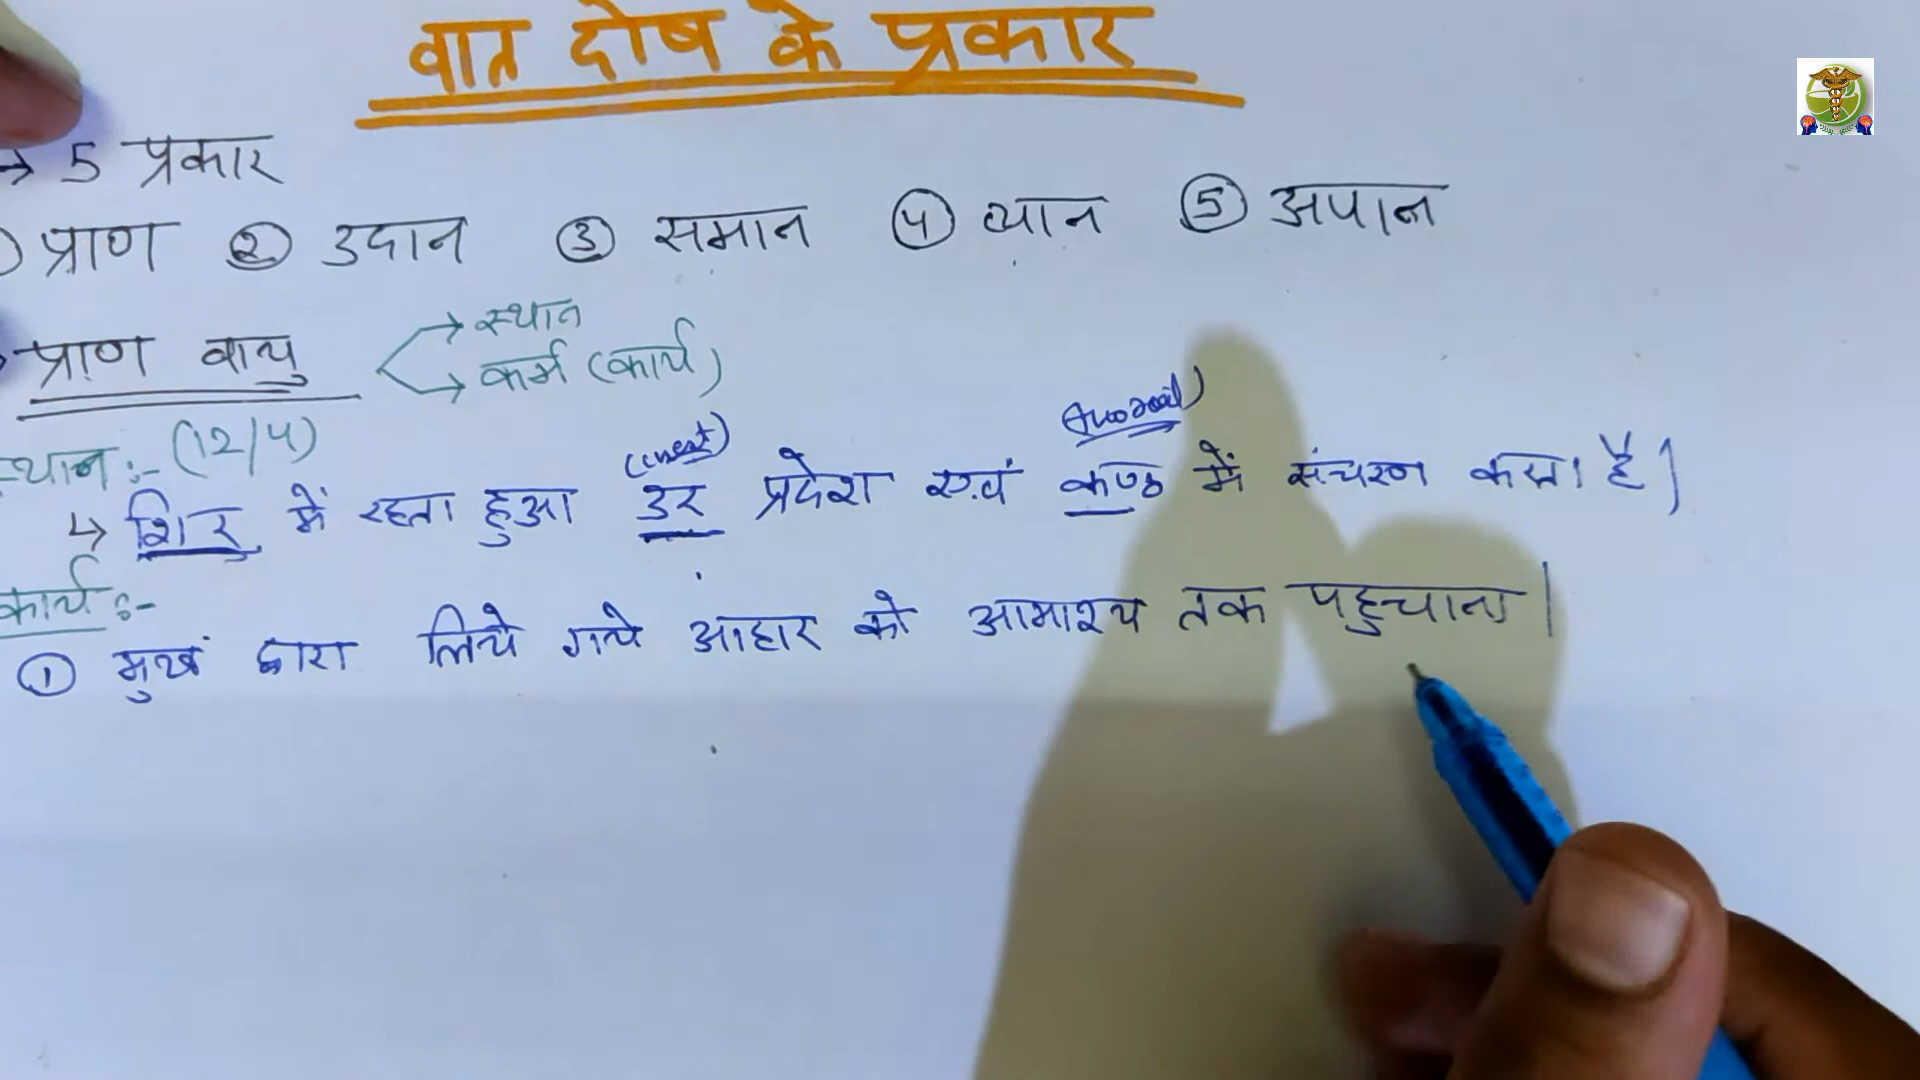 वात दोष के प्रकार
→ 5 प्रकार
प्राण ② उदान ③ समान ④ व्यान ⑤ अपान
प्राण वायु → स्थान
→ कर्म (कार्य)
स्थान :- (12/4)
(chest) (throat)
↳ शिर में रहता हुआ उर प्रदेश एवं कण्ठ में संचरण करता है।
कार्य :-
① मुख द्वारा लिये गये आहार को आमाश्य तक पहुचाना।